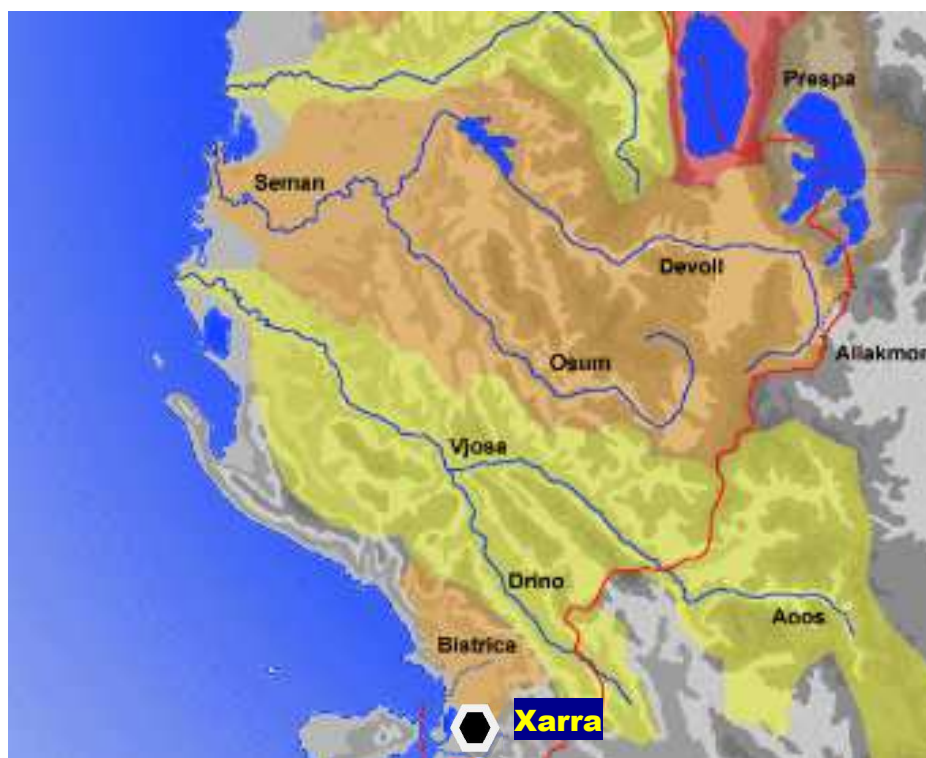 Prespa
Seman
Devoll
Aliakmon
Osum
Vjosa
Drino
Aoos
Bistrica
Xarra